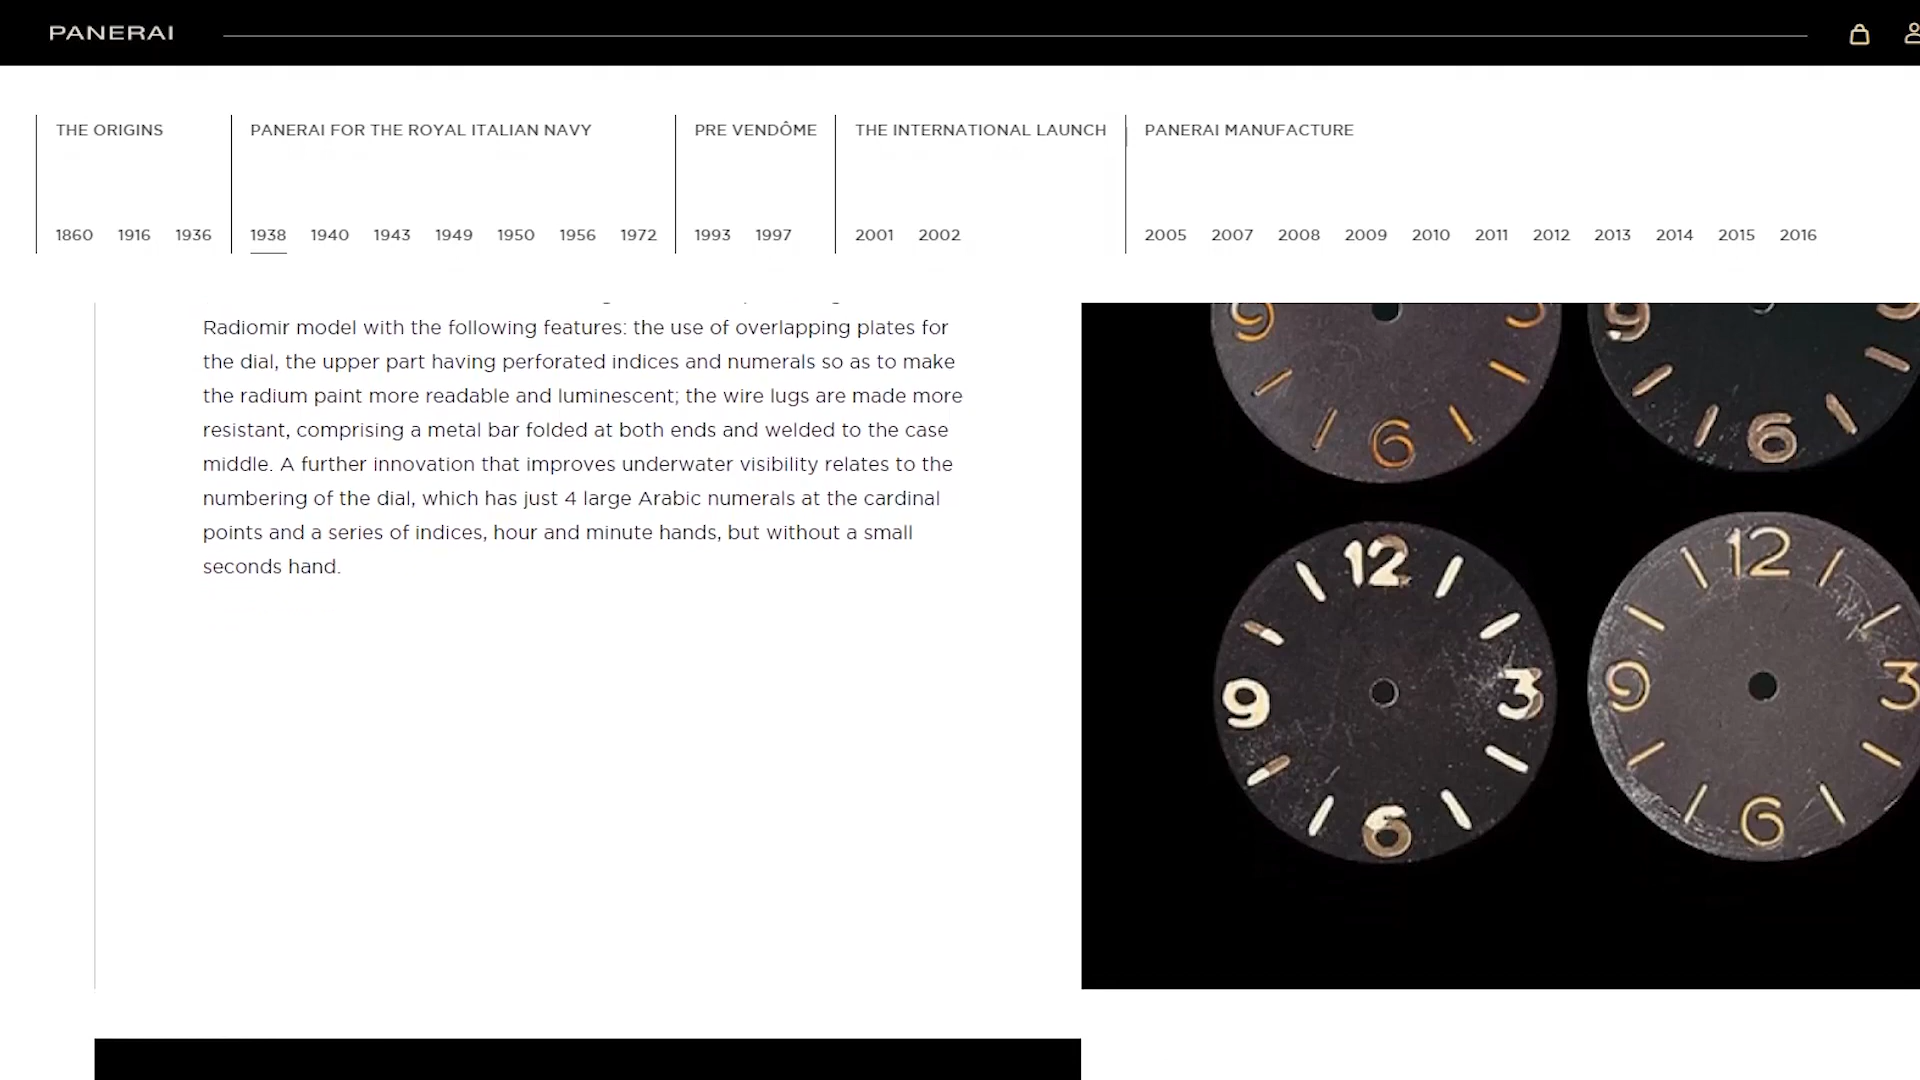 PANERAI
THE ORIGINS
PANERAI FOR THE ROYAL ITALIAN NAVY
PRE VENDÔME
THE INTERNATIONAL LAUNCH
PANERAI MANUFACTURE
1860 1916 1936
1938 1940 1943 1949 1950 1956 1972
1993 1997
2001 2002
2005 2007 2008 2009 2010 2011 2012 2013 2014 2015 2016
Radiomir model with the following features: the use of overlapping plates for
the dial, the upper part having perforated indices and numerals so as to make
the radium paint more readable and luminescent; the wire lugs are made more
resistant, comprising a metal bar folded at both ends and welded to the case
middle. A further innovation that improves underwater visibility relates to the
numbering of the dial, which has just 4 large Arabic numerals at the cardinal
points and a series of indices, hour and minute hands, but without a small
seconds hand.
9 3
6
9
6
12
9 3
6
12
9 3
6